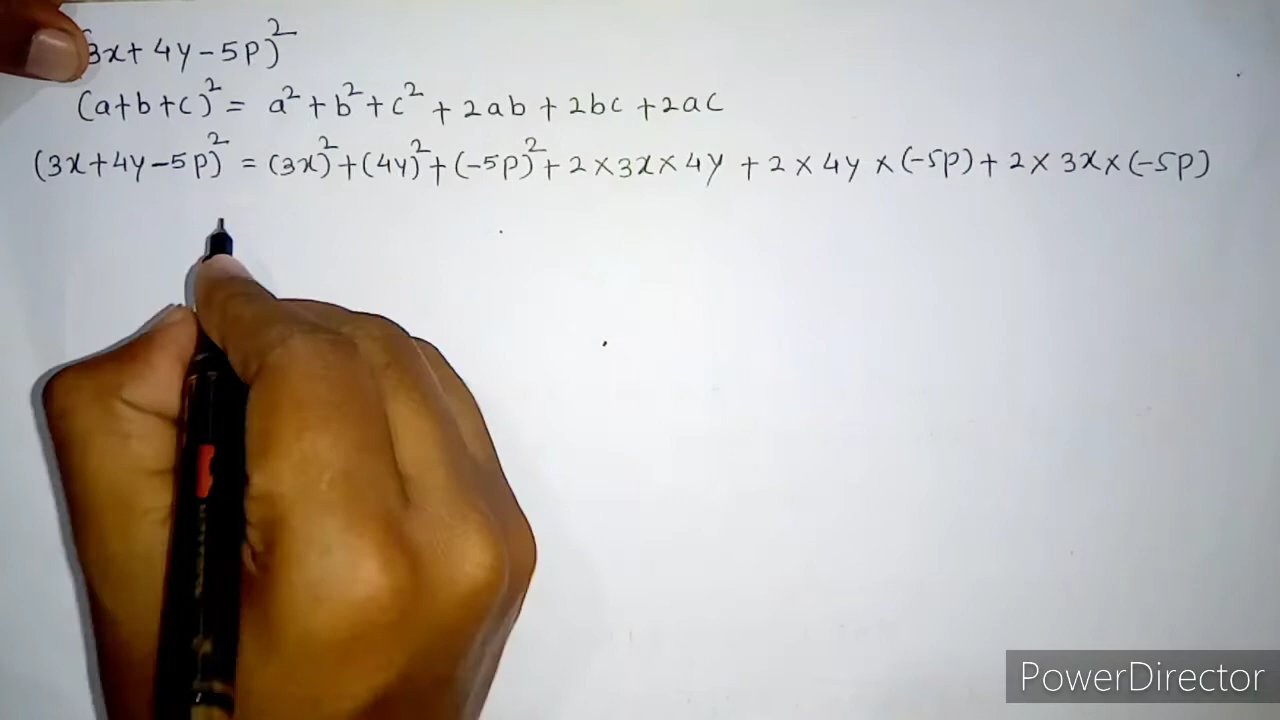 3x+4y-5p)²
(a+b+c)² = a²+b²+c²+2ab+2bc+2ac
(3x+4y-5p)² = (3x)²+(4y)²+(-5p)²+2×3x×4y+2×4y×(-5p)+2×3x×(-5p)
PowerDirector